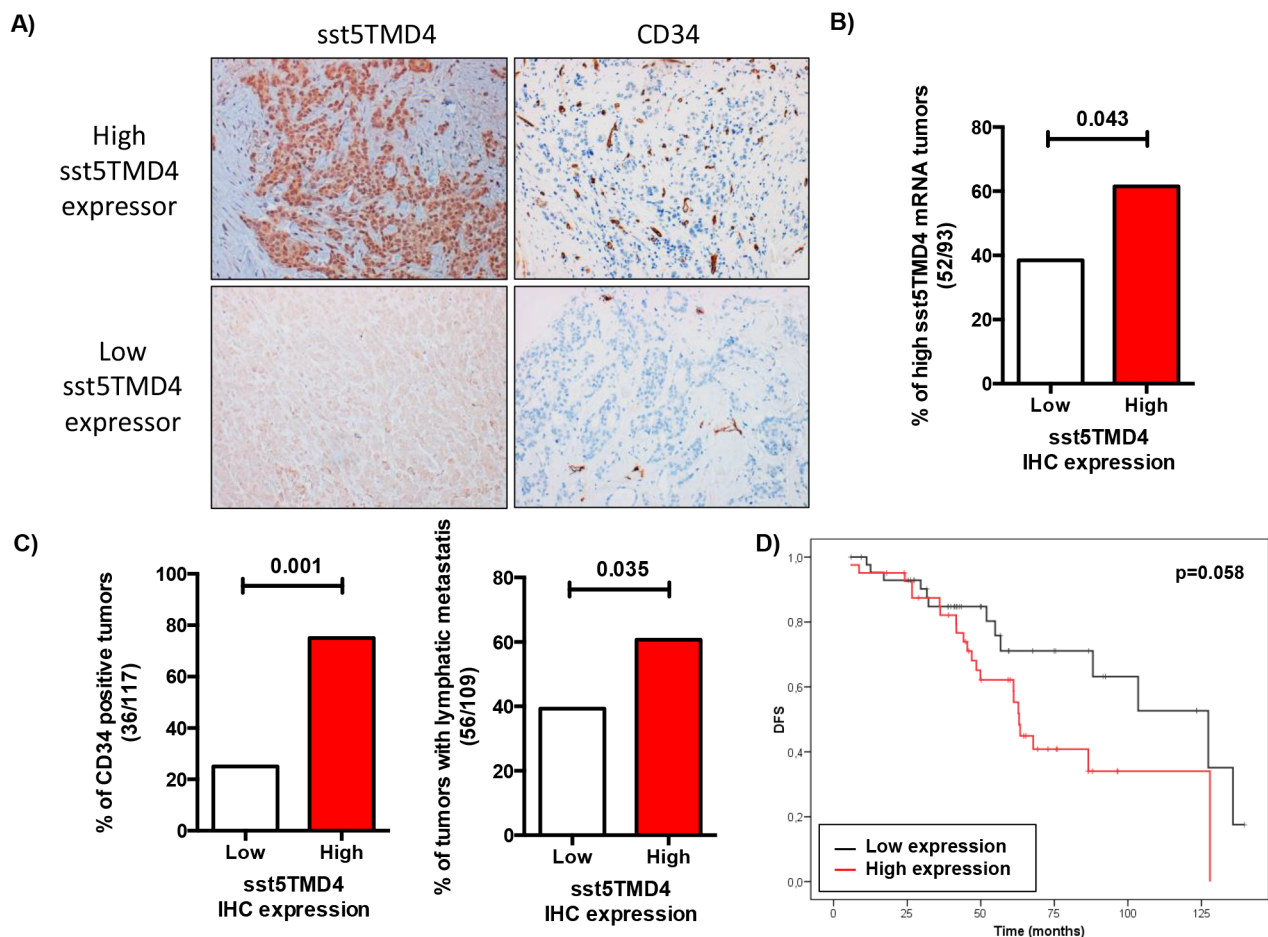 A)
sst5TMD4
CD34
High
sst5TMD4
expressor
Low
sst5TMD4
expressor
B)
% of high sst5TMD4 mRNA tumors
(52/93)
80
60
40
20
0
0.043
Low
High
sst5TMD4
IHC expression
C)
% of CD34 positive tumors
(36/117)
100
80
60
40
20
0
0.001
Low
High
sst5TMD4
IHC expression
% of tumors with lymphatic metastatis
(56/109)
80
60
40
20
0
0.035
Low
High
sst5TMD4
IHC expression
D)
p=0.058
DFS
1,0
0,8
0,6
0,4
0,2
0,0
Low expression
High expression
0
25
50
75
100
125
Time (months)